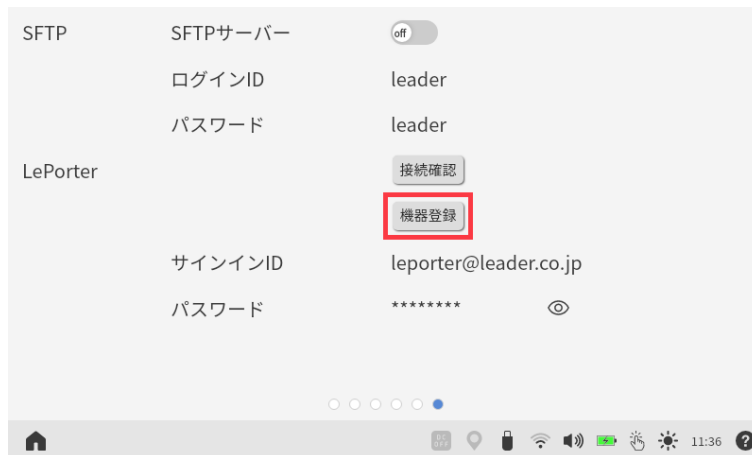 SFTP SFTPサーバー off
ログインID leader
パスワード leader
LePorter 接続確認
機器登録
サインインID leporter@leader.co.jp
パスワード ********
DC OFF 11:36 ?